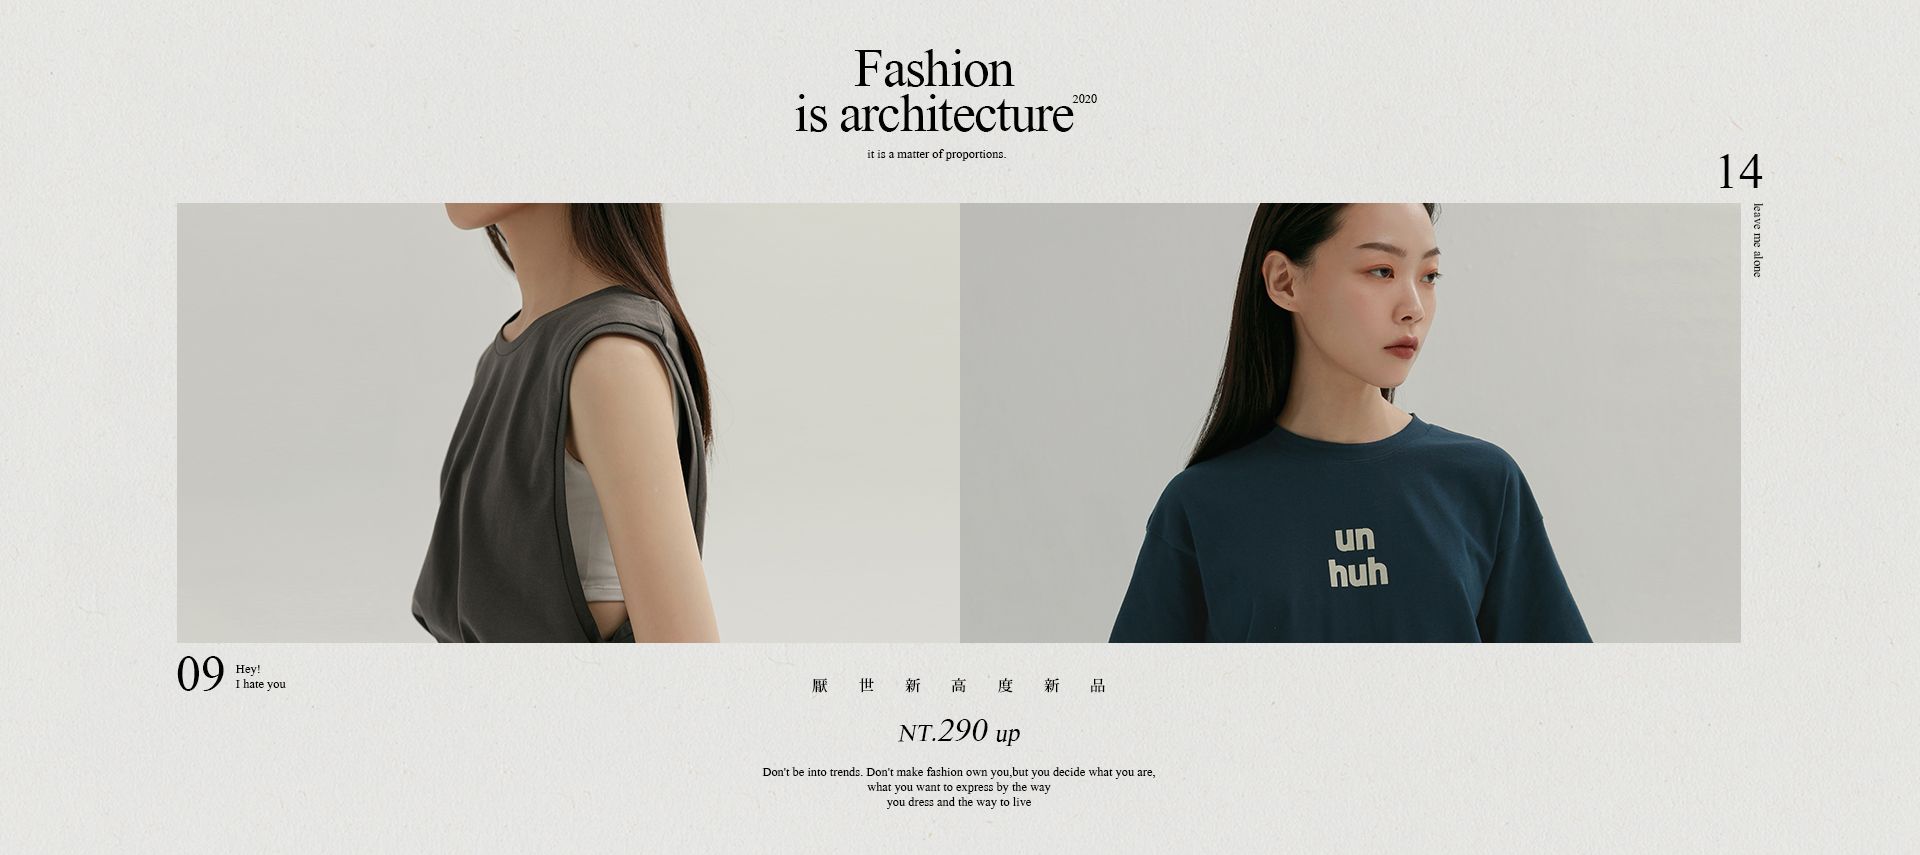 Fashion
is architecture2020
it is a matter of proportions.
14
leave me alone
un
huh
09
Hey!
I hate you
厭世新高度新品
NT.290 up
Don't be into trends. Don't make fashion own you,but you decide what you are,
what you want to express by the way
you dress and the way to live